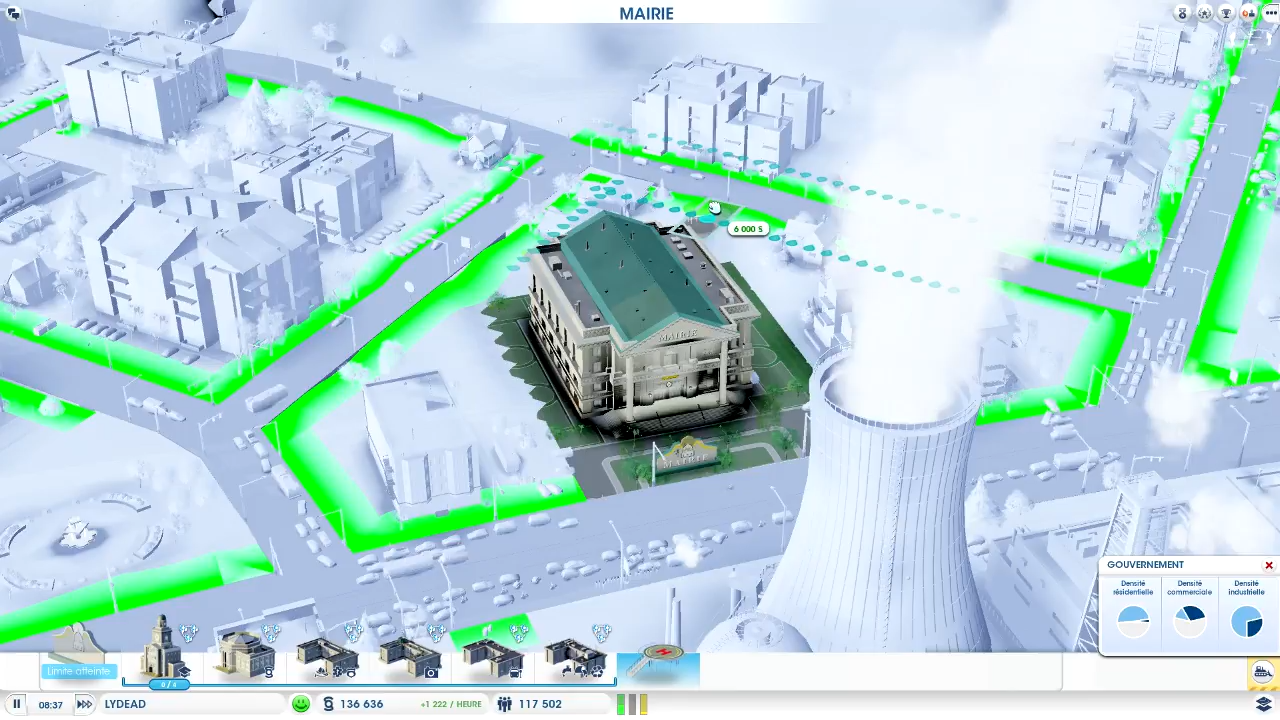 MAIRIE
6 000 $
MAIRIE
MAIRIE
GOUVERNEMENT
Densité résidentielle
Densité commerciale
Densité industrielle
Limite atteinte
0 / 4
08:37
LYDEAD
136 636
+1 222 / HEURE
117 502